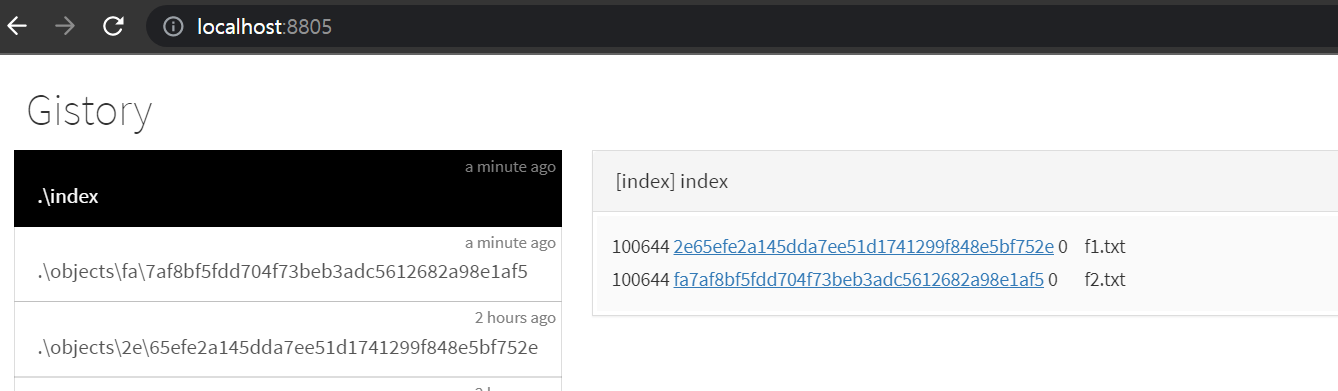 localhost:8805
Gistory
a minute ago
.\index
a minute ago
.\objects\fa\7af8bf5fdd704f73beb3adc5612682a98e1af5
2 hours ago
.\objects\2e\65efe2a145dda7ee51d1741299f848e5bf752e
[index] index
100644 2e65efe2a145dda7ee51d1741299f848e5bf752e 0 f1.txt
100644 fa7af8bf5fdd704f73beb3adc5612682a98e1af5 0 f2.txt